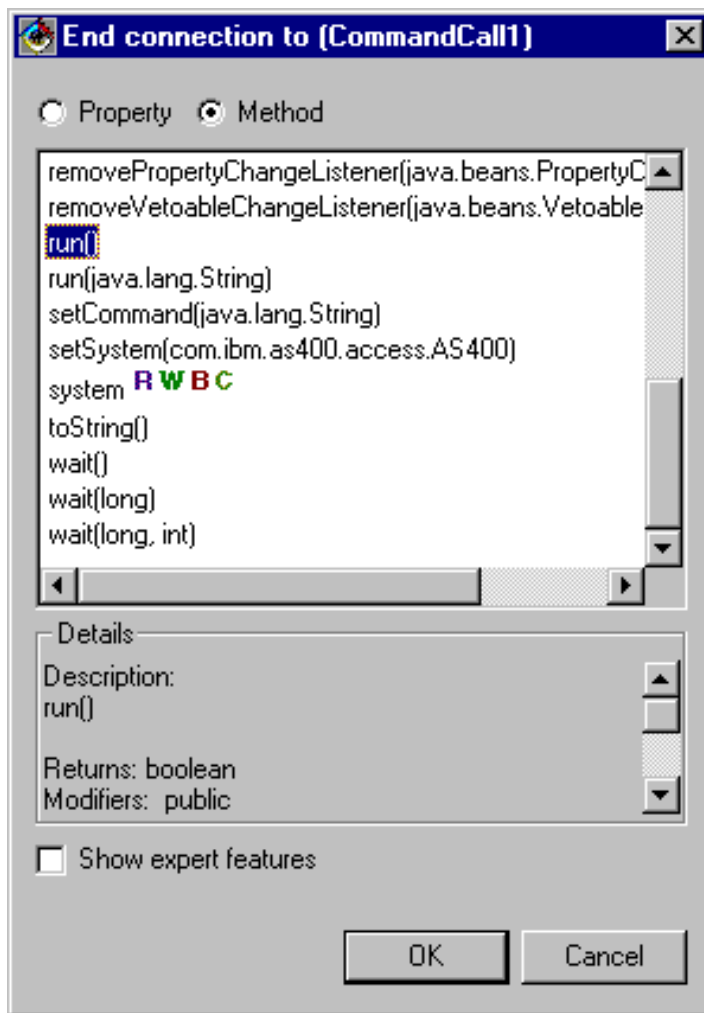 End connection to (CommandCall1)
Property Method
removePropertyChangeListener(java.beans.PropertyC
removeVetoableChangeListener(java.beans.Vetoable
run()
run(java.lang.String)
setCommand(java.lang.String)
setSystem(com.ibm.as400.access.AS400)
system R W B C
toString()
wait()
wait(long)
wait(long, int)
Details
Description:
run()
Returns: boolean
Modifiers: public
Show expert features
OK Cancel